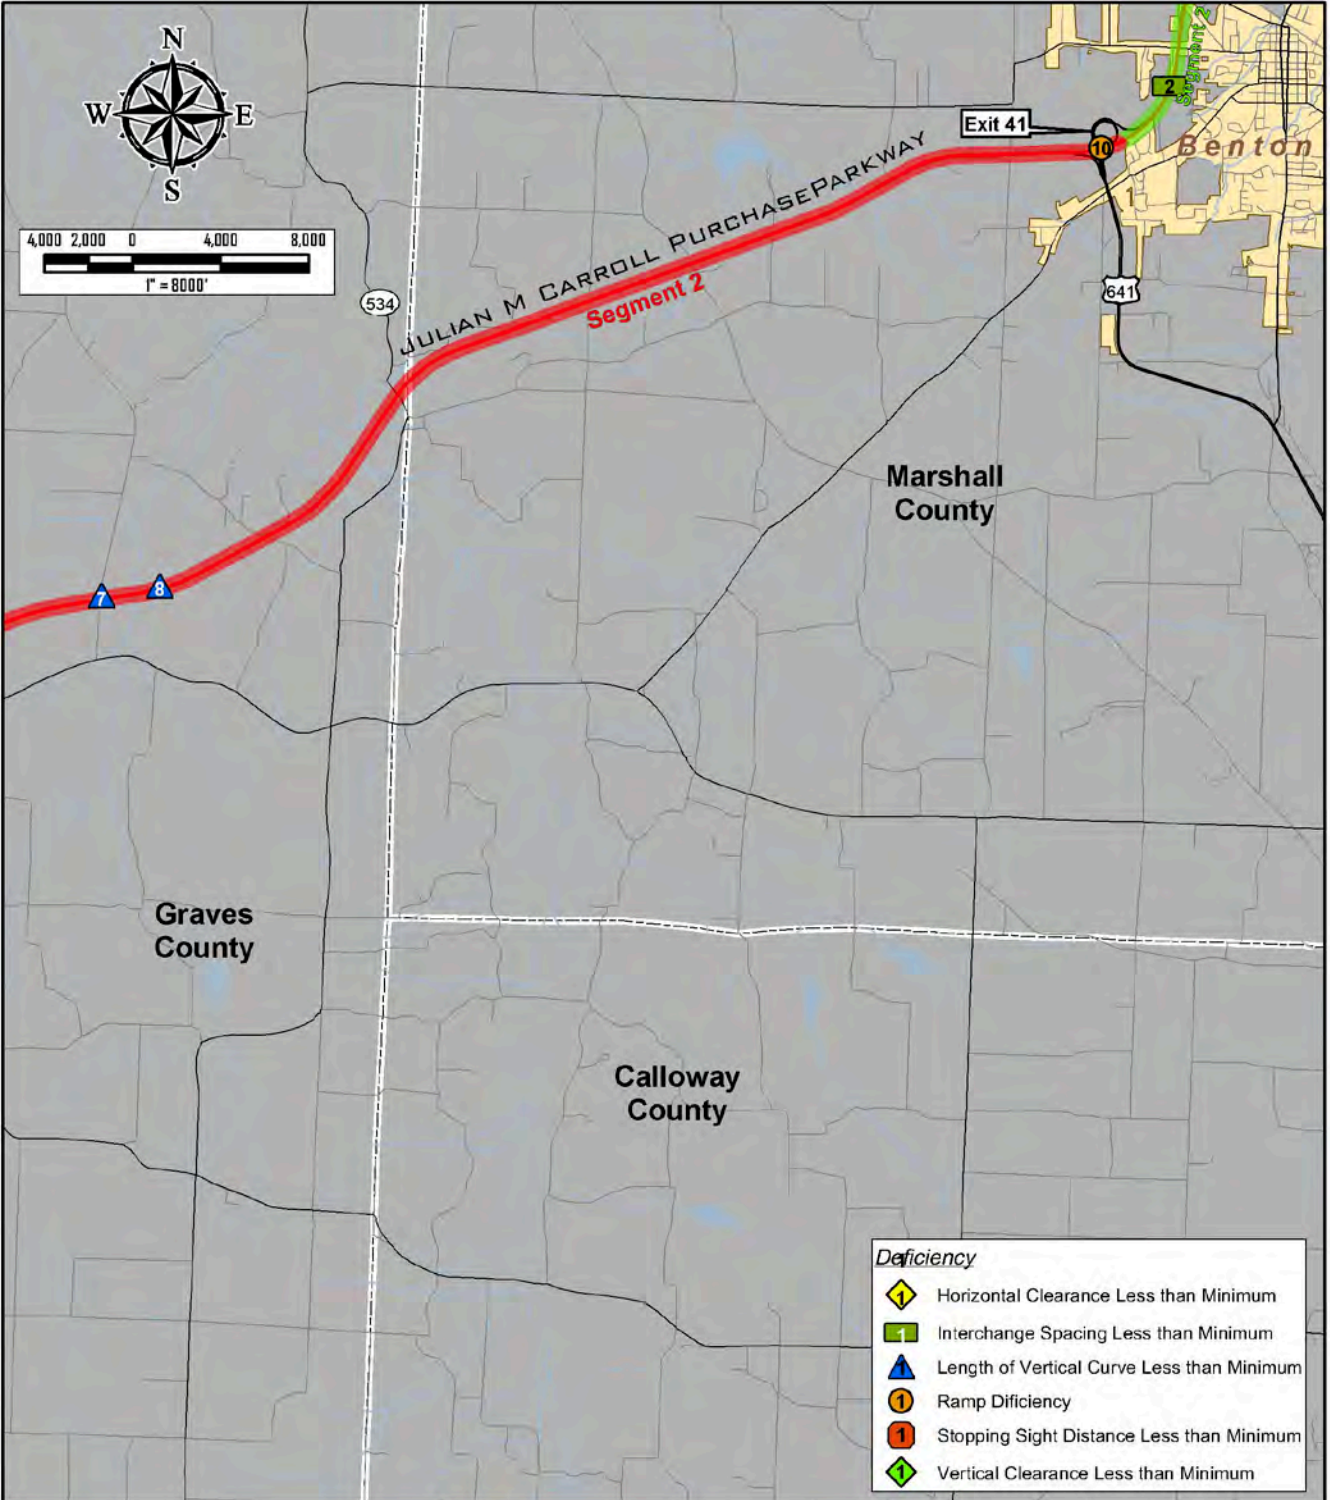 N
W E
S
4,000 2,000 0 4,000 8,000
1" = 8000'
534
JULIAN M CARROLL PURCHASE PARKWAY
Segment 2
Exit 41
10
2
Segment 2
Benton
1
641
7
8
Marshall
County
Graves
County
Calloway
County
Deficiency
1
1 Horizontal Clearance Less than Minimum
1 Interchange Spacing Less than Minimum
1 Length of Vertical Curve Less than Minimum
1 Ramp Dificiency
1 Stopping Sight Distance Less than Minimum
1 Vertical Clearance Less than Minimum